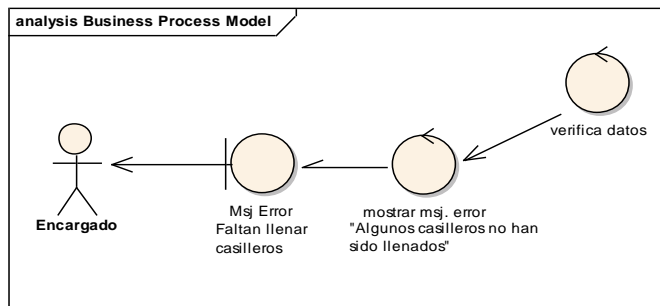 analysis Business Process Model
verifica datos
Encargado
Msj Error
Faltan llenar
casilleros
mostrar msj. error
"Algunos casilleros no han
sido llenados"